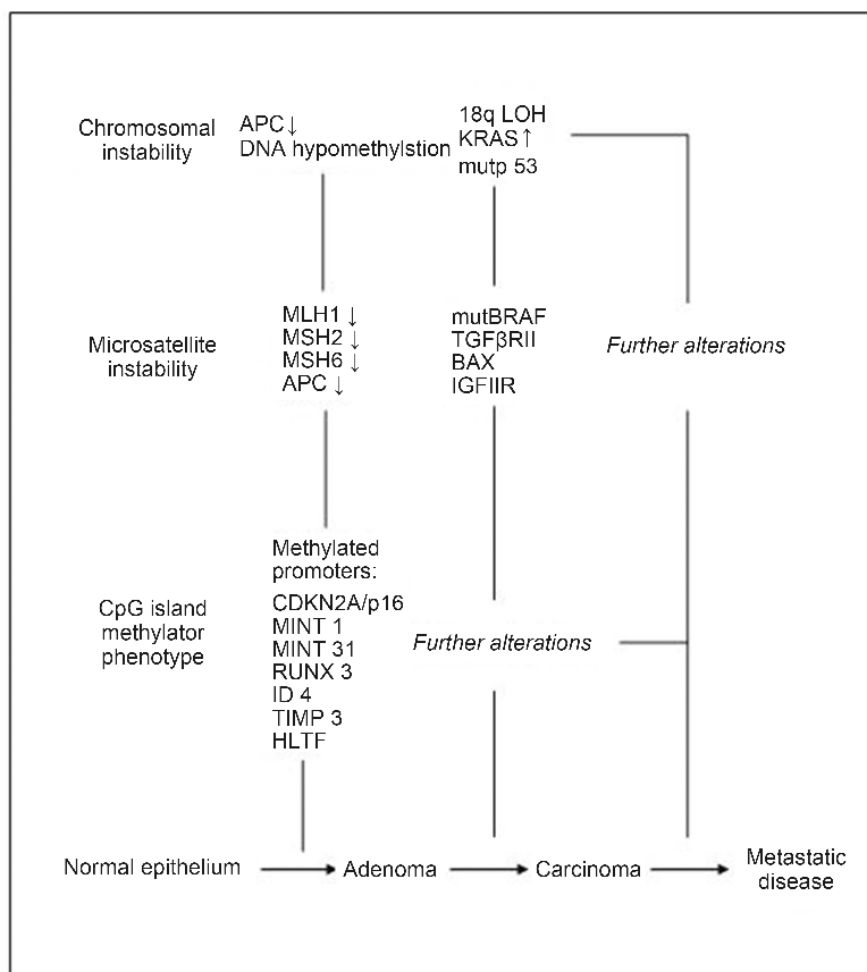 Chromosomal
instability
APC↓
DNA hypomethylstion
18q LOH
KRAS↑
mutp 53
Microsatellite
instability
MLH1 ↓
MSH2 ↓
MSH6 ↓
APC ↓
mutBRAF
TGFβRII
BAX
IGFIIR
Further alterations
CpG island
methylator
phenotype
Methylated
promoters:
CDKN2A/p16
MINT 1
MINT 31
RUNX 3
ID 4
TIMP 3
HLTF
Further alterations
Normal epithelium
Adenoma
Carcinoma
Metastatic
disease